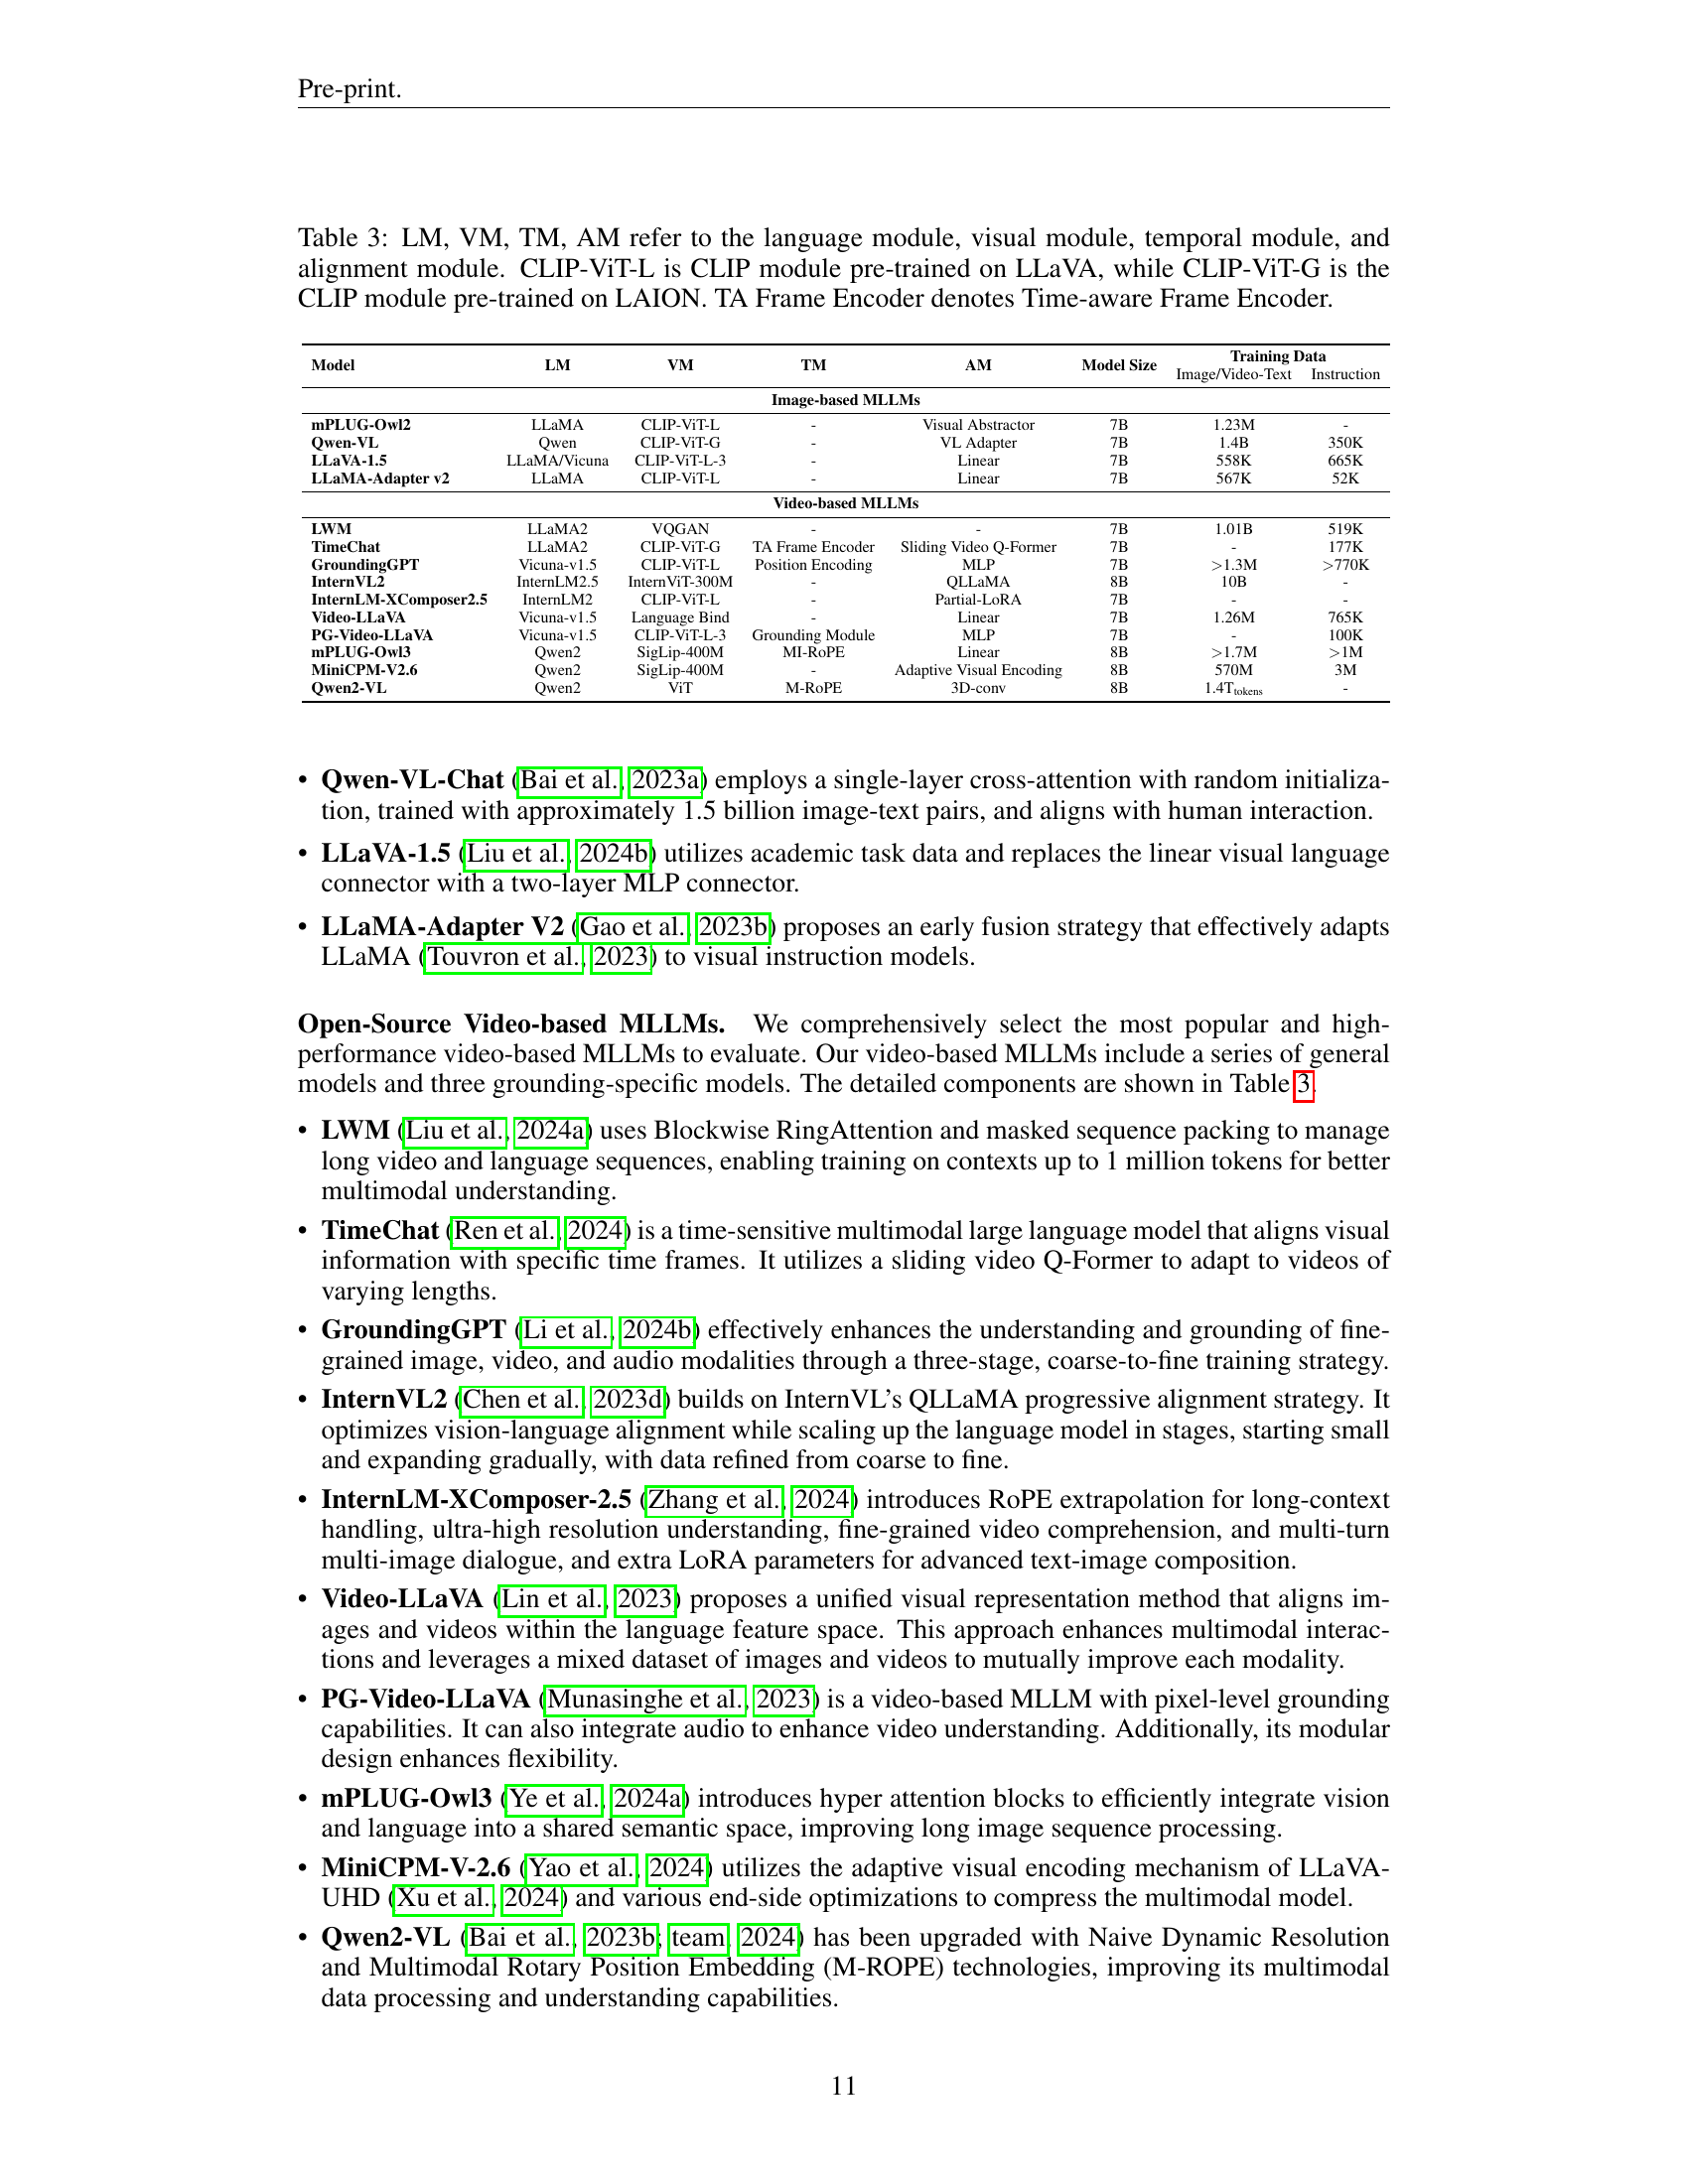 Pre-print.
Table 3: LM, VM, TM, AM refer to the language module, visual module, temporal module, and
alignment module. CLIP-ViT-L is CLIP module pre-trained on LLaVA, while CLIP-ViT-G is the
CLIP module pre-trained on LAION. TA Frame Encoder denotes Time-aware Frame Encoder.
Model LM VM TM AM Model Size Training Data
Image/Video-Text Instruction
Image-based MLLMs
mPLUG-Owl2 LLaMA CLIP-ViT-L - Visual Abstractor 7B 1.23M -
Qwen-VL Qwen CLIP-ViT-G - VL Adapter 7B 1.4B 350K
LLaVA-1.5 LLaMA/Vicuna CLIP-ViT-L-3 - Linear 7B 558K 665K
LLaMA-Adapter v2 LLaMA CLIP-ViT-L - Linear 7B 567K 52K
Video-based MLLMs
LWM LLaMA2 VQGAN - - 7B 1.01B 519K
TimeChat LLaMA2 CLIP-ViT-G TA Frame Encoder Sliding Video Q-Former 7B - 177K
GroundingGPT Vicuna-v1.5 CLIP-ViT-L Position Encoding MLP 7B >1.3M >770K
InternVL2 InternLM2.5 InternViT-300M - QLLaMA 8B 10B -
InternLM-XComposer2.5 InternLM2 CLIP-ViT-L - Partial-LoRA 7B - -
Video-LLaVA Vicuna-v1.5 Language Bind - Linear 7B 1.26M 765K
PG-Video-LLaVA Vicuna-v1.5 CLIP-ViT-L-3 Grounding Module MLP 7B - 100K
mPLUG-Owl3 Qwen2 SigLip-400M MI-RoPE Linear 8B >1.7M >1M
MiniCPM-V2.6 Qwen2 SigLip-400M - Adaptive Visual Encoding 8B 570M 3M
Qwen2-VL Qwen2 ViT M-RoPE 3D-conv 8B 1.4Ttokens -
• Qwen-VL-Chat (Bai et al., 2023a) employs a single-layer cross-attention with random initializa-
tion, trained with approximately 1.5 billion image-text pairs, and aligns with human interaction.
• LLaVA-1.5 (Liu et al., 2024b) utilizes academic task data and replaces the linear visual language
connector with a two-layer MLP connector.
• LLaMA-Adapter V2 (Gao et al., 2023b) proposes an early fusion strategy that effectively adapts
LLaMA (Touvron et al., 2023) to visual instruction models.
Open-Source Video-based MLLMs. We comprehensively select the most popular and high-
performance video-based MLLMs to evaluate. Our video-based MLLMs include a series of general
models and three grounding-specific models. The detailed components are shown in Table 3.
• LWM (Liu et al., 2024a) uses Blockwise RingAttention and masked sequence packing to manage
long video and language sequences, enabling training on contexts up to 1 million tokens for better
multimodal understanding.
• TimeChat (Ren et al., 2024) is a time-sensitive multimodal large language model that aligns visual
information with specific time frames. It utilizes a sliding video Q-Former to adapt to videos of
varying lengths.
• GroundingGPT (Li et al., 2024b) effectively enhances the understanding and grounding of fine-
grained image, video, and audio modalities through a three-stage, coarse-to-fine training strategy.
• InternVL2 (Chen et al., 2023d) builds on InternVL's QLLaMA progressive alignment strategy. It
optimizes vision-language alignment while scaling up the language model in stages, starting small
and expanding gradually, with data refined from coarse to fine.
• InternLM-XComposer-2.5 (Zhang et al., 2024) introduces RoPE extrapolation for long-context
handling, ultra-high resolution understanding, fine-grained video comprehension, and multi-turn
multi-image dialogue, and extra LoRA parameters for advanced text-image composition.
• Video-LLaVA (Lin et al., 2023) proposes a unified visual representation method that aligns im-
ages and videos within the language feature space. This approach enhances multimodal interac-
tions and leverages a mixed dataset of images and videos to mutually improve each modality.
• PG-Video-LLaVA (Munasinghe et al., 2023) is a video-based MLLM with pixel-level grounding
capabilities. It can also integrate audio to enhance video understanding. Additionally, its modular
design enhances flexibility.
• mPLUG-Owl3 (Ye et al., 2024a) introduces hyper attention blocks to efficiently integrate vision
and language into a shared semantic space, improving long image sequence processing.
• MiniCPM-V-2.6 (Yao et al., 2024) utilizes the adaptive visual encoding mechanism of LLaVA-
UHD (Xu et al., 2024) and various end-side optimizations to compress the multimodal model.
• Qwen2-VL (Bai et al., 2023b; team, 2024) has been upgraded with Naive Dynamic Resolution
and Multimodal Rotary Position Embedding (M-ROPE) technologies, improving its multimodal
data processing and understanding capabilities.
11